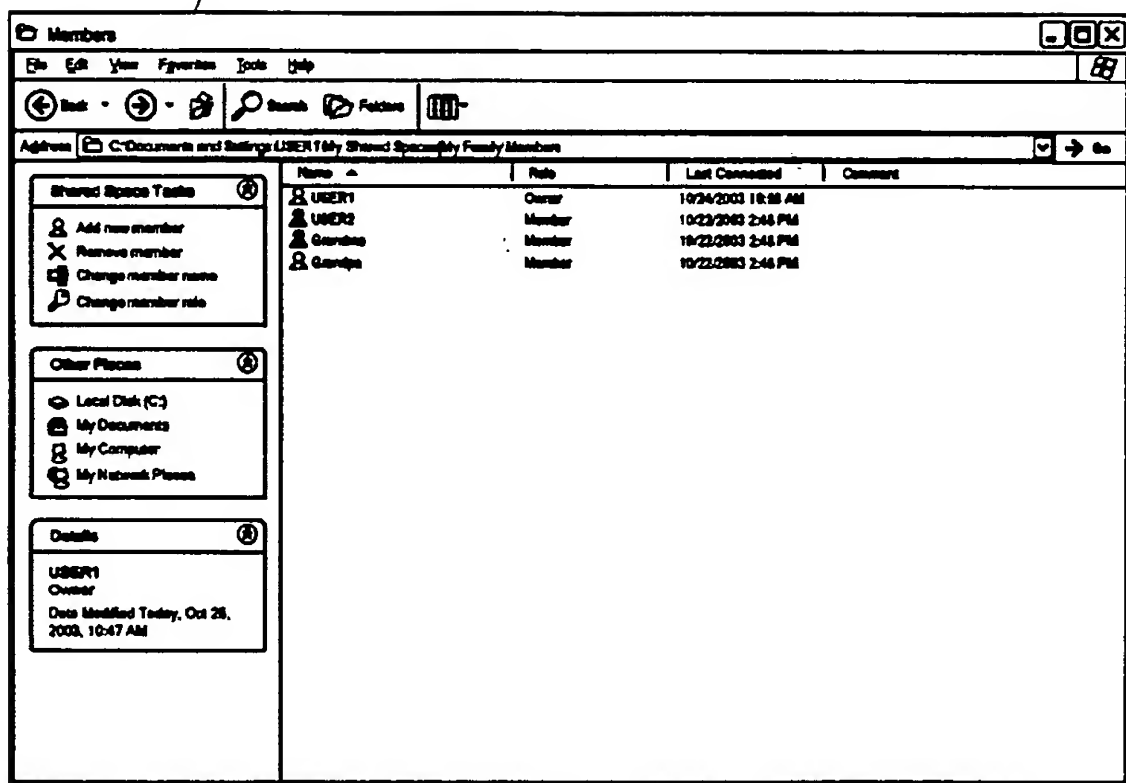 Members
File Edit View Favorites Tools Help
Back Search Folders
Address C:\Documents and Settings\USER1\My Shared Spaces\My Family Members Go
Shared Space Tasks
Add new member
Remove member
Change member name
Change member role
Other Places
Local Disk (C:)
My Documents
My Computer
My Network Places
Details
USER1
Owner
Date Modified Today, Oct 26,
2003, 10:47 AM
Name Role Last Connected Comment
USER1 Owner 10/24/2003 AM
USER2 Member 10/22/2003 2:46 PM
Grandma Member 10/22/2003 2:46 PM
Grandpa Member 10/22/2003 2:46 PM